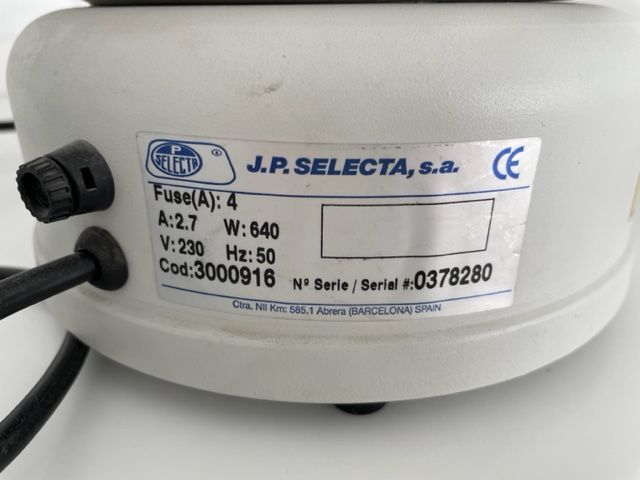 P
SELECTA
J.P. SELECTA, s.a.
CE
Fuse(A): 4
A: 2.7 W: 640
V: 230 Hz: 50
Cod: 3000916 Nº Serie / Serial #: 0378280
Ctra. NII Km: 585,1 Abrera (BARCELONA) SPAIN